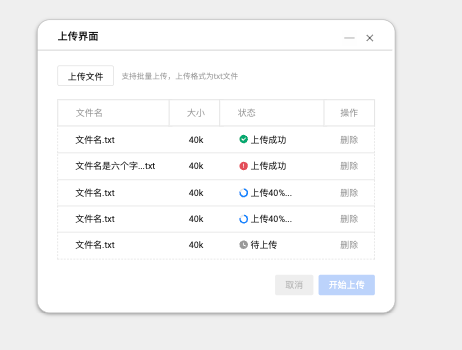 上传界面
上传文件 支持批量上传，上传格式为txt文件
文件名 大小 状态 操作
文件名.txt 40k 上传成功 删除
文件名是六个字...txt 40k 上传成功 删除
文件名.txt 40k 上传40%... 删除
文件名.txt 40k 上传40%... 删除
文件名.txt 40k 待上传 删除
取消 开始上传